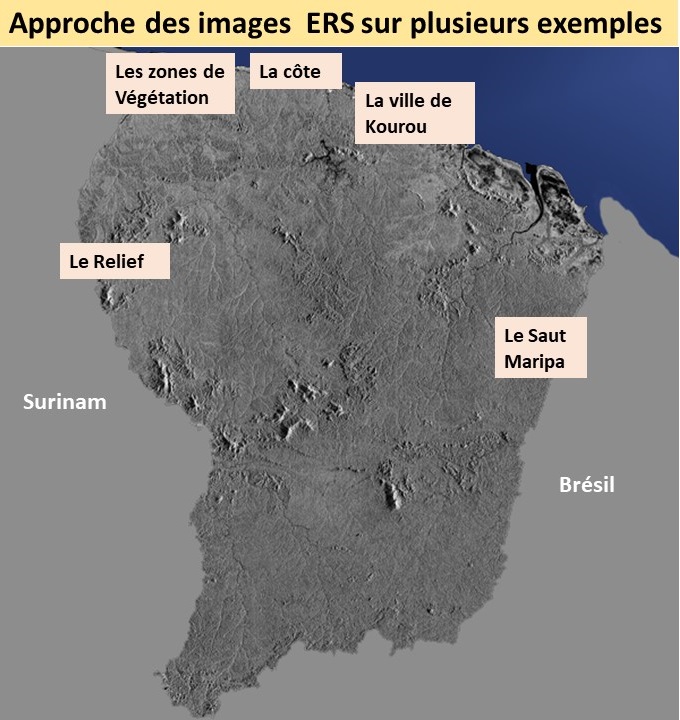 Approche des images ERS sur plusieurs exemples
Les zones de
Végétation
La côte
La ville de
Kourou
Le Relief
Le Saut
Maripa
Surinam
Brésil